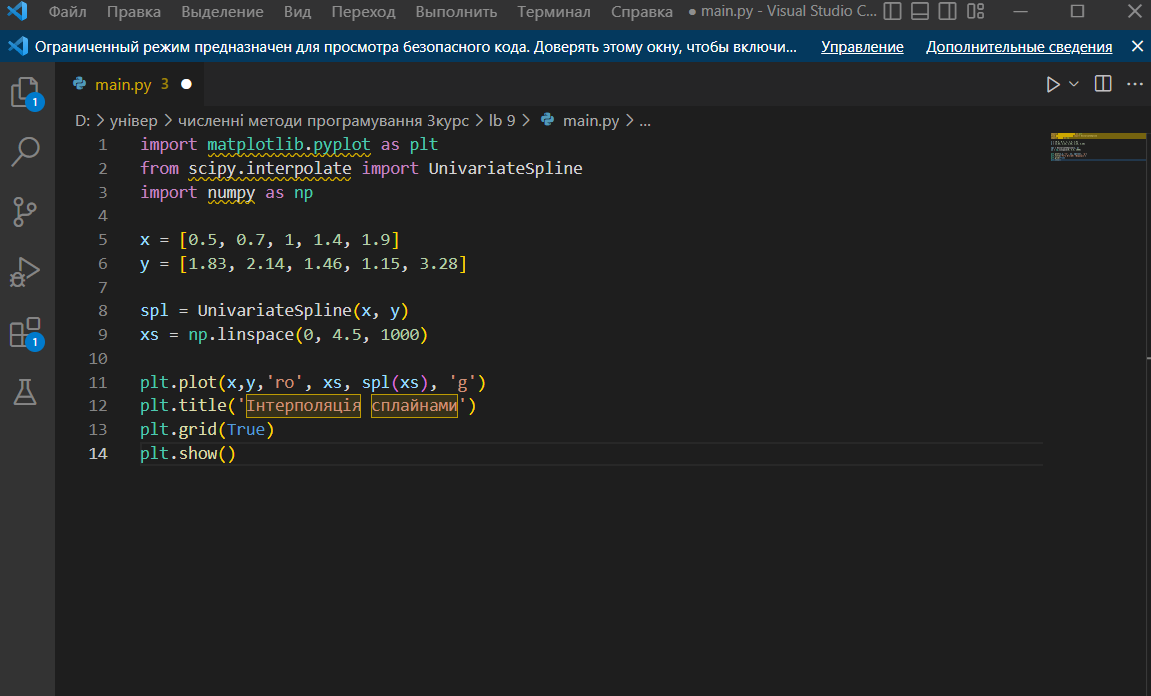 Файл Правка Выделение Вид Переход Выполнить Терминал Справка ● main.py - Visual Studio C...
Ограниченный режим предназначен для просмотра безопасного кода. Доверять этому окну, чтобы включи... Управление Дополнительные сведения
main.py 3
D: > універ > численні методи програмування 3курс > lb 9 > main.py > ...
1 import matplotlib.pyplot as plt
2 from scipy.interpolate import UnivariateSpline
3 import numpy as np
4
5 x = [0.5, 0.7, 1, 1.4, 1.9]
6 y = [1.83, 2.14, 1.46, 1.15, 3.28]
7
8 spl = UnivariateSpline(x, y)
9 xs = np.linspace(0, 4.5, 1000)
10
11 plt.plot(x,y,'ro', xs, spl(xs), 'g')
12 plt.title('Інтерполяція сплайнами')
13 plt.grid(True)
14 plt.show()
1
1